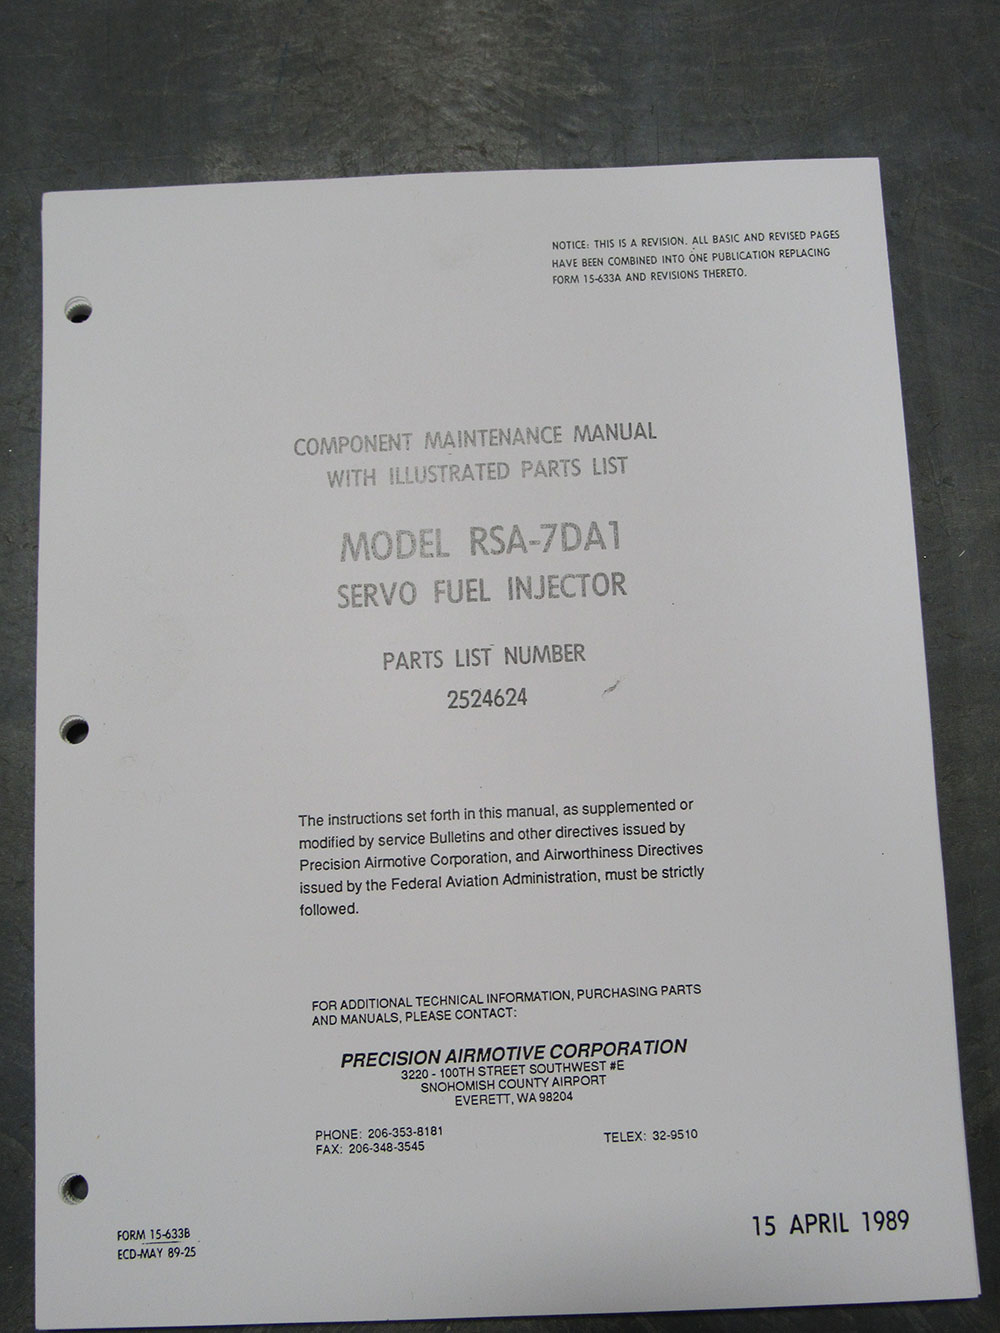 NOTICE: THIS IS A REVISION. ALL BASIC AND REVISED PAGES
HAVE BEEN COMBINED INTO ONE PUBLICATION REPLACING
FORM 15-633A AND REVISIONS THERETO.
COMPONENT MAINTENANCE MANUAL
WITH ILLUSTRATED PARTS LIST
MODEL RSA-7DA1
SERVO FUEL INJECTOR
PARTS LIST NUMBER
2524624
The instructions set forth in this manual, as supplemented or
modified by service Bulletins and other directives issued by
Precision Airmotive Corporation, and Airworthiness Directives
issued by the Federal Aviation Administration, must be strictly
followed.
FOR ADDITIONAL TECHNICAL INFORMATION, PURCHASING PARTS
AND MANUALS, PLEASE CONTACT:
PRECISION AIRMOTIVE CORPORATION
3220 - 100TH STREET SOUTHWEST #E
SNOHOMISH COUNTY AIRPORT
EVERETT, WA 98204
PHONE: 206-353-8181
FAX: 206-348-3545
TELEX: 32-9510
FORM 15-633B
ECD-MAY 89-25
15 APRIL 1989